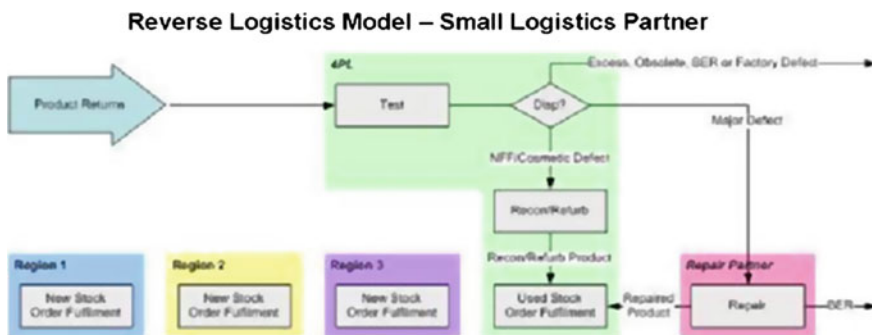 Reverse Logistics Model – Small Logistics Partner
4PL
Excess, Obsolete, BER or Factory Defect
Product Returns
Test
Disp?
Major Defect
NFF/Cosmetic Defect
Recon/Refurb
Region 1
Region 2
Region 3
Recon/Refurb Product
Repair Partner
New Stock
Order Fulfilment
New Stock
Order Fulfilment
New Stock
Order Fulfilment
Used Stock
Order Fulfilment
Repaired
Product
Repair
BER